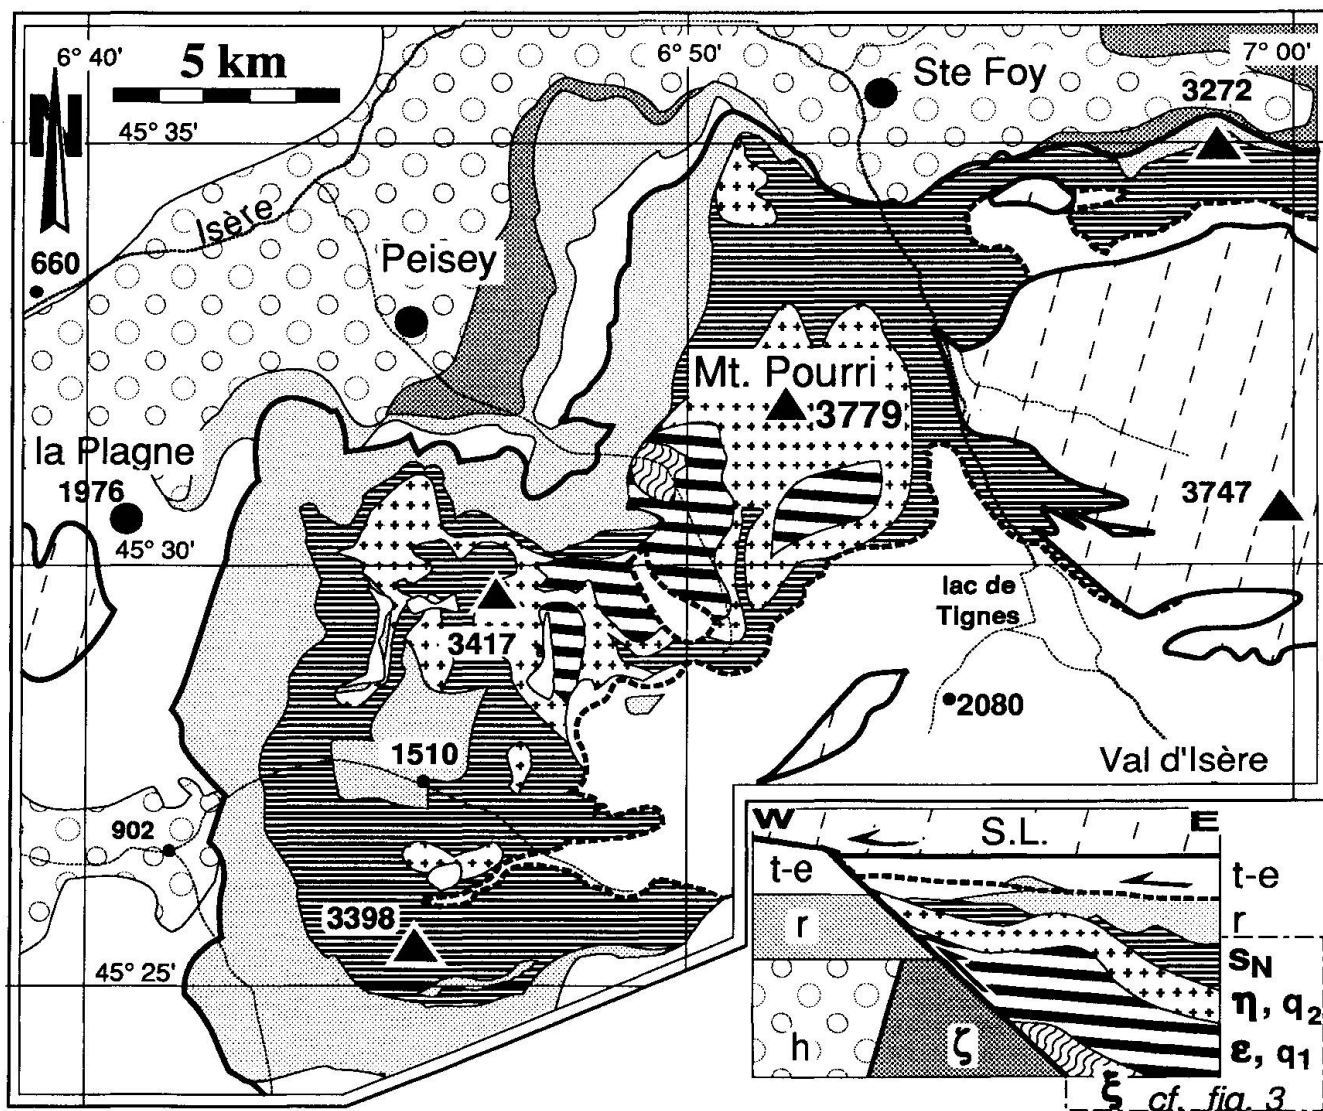 6° 40'
5 km
6° 50'
7° 00'
Ste Foy
3272
N
45° 35'
Isère
660
Peisey
Mt. Pourri
3779
la Plagne
1976
3747
45° 30'
lac de
Tignes
3417
2080
1510
Val d'Isère
902
W
S.L.
E
t-e
t-e
r
r
3398
45° 25'
sN
η, q2
h
ζ
ε, q1
ξ
cf. fig. 3